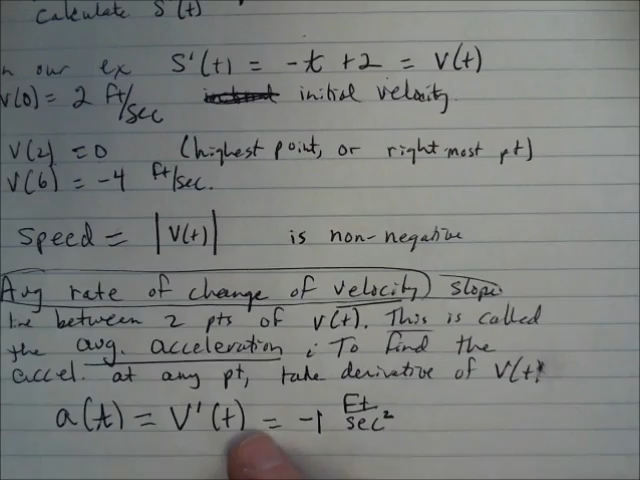 calculate S'(t)
n our ex S'(t) = -t + 2 = V(t)
V(0) = 2 ft/sec initial velocity
V(2) = 0 (highest point, or right most pt)
V(6) = -4 ft/sec.
Speed = |V(t)| is non-negative
Avg rate of change of velocity) slope
line between 2 pts of V(t). This is called
the avg. acceleration ; To find the
accel. at any pt, take derivative of V(t)
a(t) = V'(t) = -1 Ft/sec²